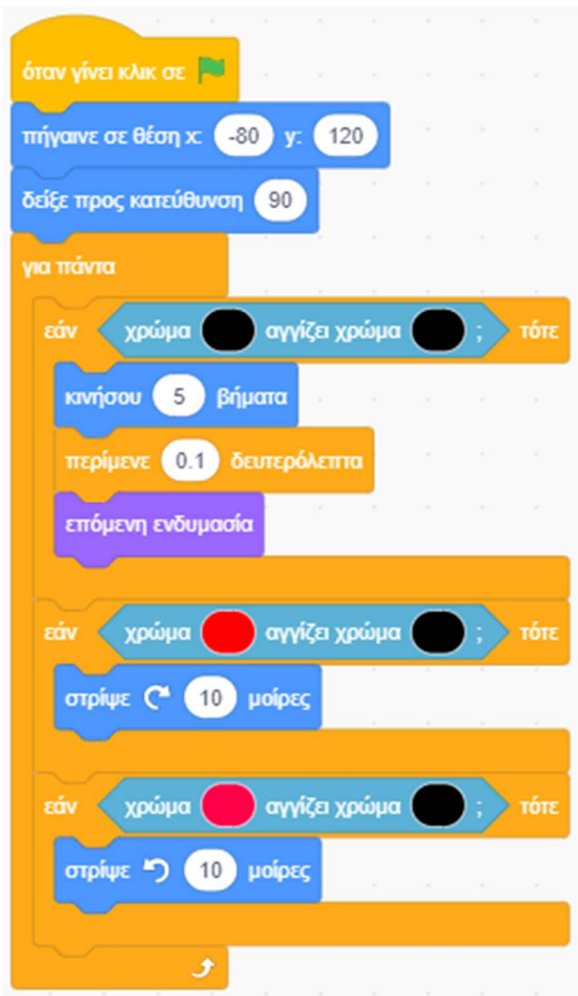 όταν γίνει κλικ σε
πήγαινε σε θέση x: -80 y: 120
δείξε προς κατεύθυνση 90
για πάντα
εάν χρώμα αγγίζει χρώμα ; τότε
κινήσου 5 βήματα
περίμενε 0.1 δευτερόλεπτα
επόμενη ενδυμασία
εάν χρώμα αγγίζει χρώμα ; τότε
στρίψε 10 μοίρες
εάν χρώμα αγγίζει χρώμα ; τότε
στρίψε 10 μοίρες